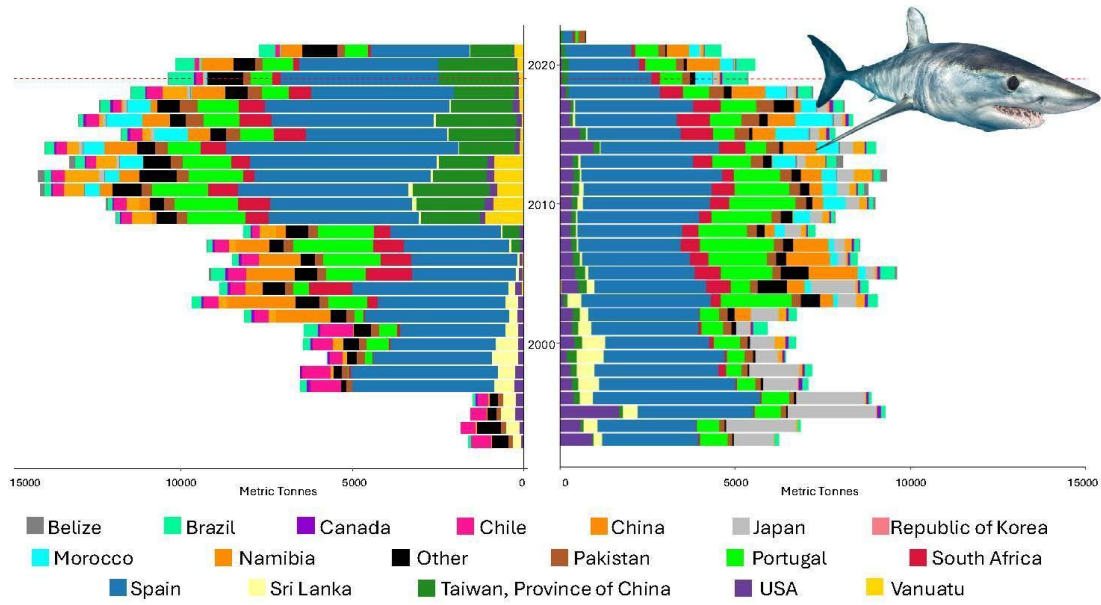 2020
2010
2000
15000 10000 5000 0 0 5000 10000 15000
Metric Tonnes Metric Tonnes
Belize Brazil Canada Chile China Japan Republic of Korea
Morocco Namibia Other Pakistan Portugal South Africa
Spain Sri Lanka Taiwan, Province of China USA Vanuatu